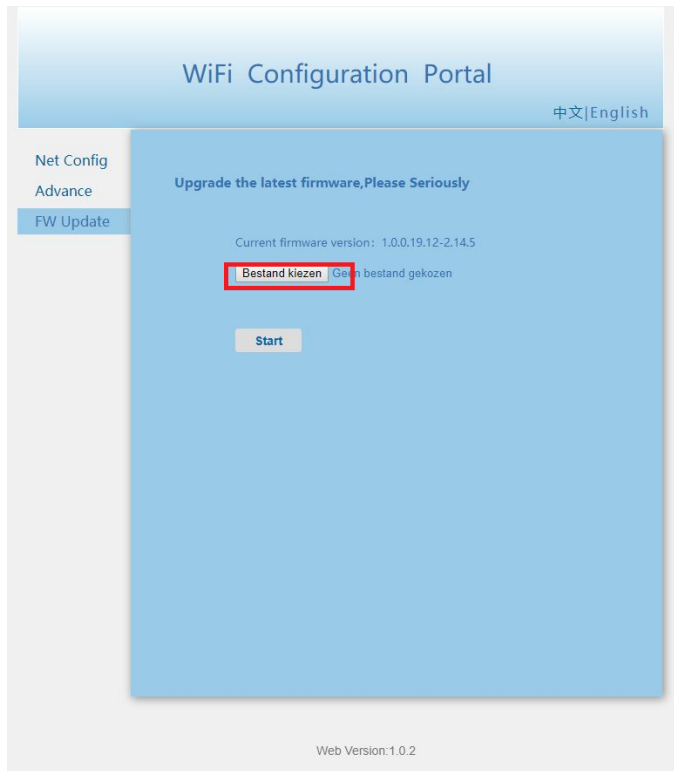 WiFi Configuration Portal
中文|English
Net Config
Advance
FW Update
Upgrade the latest firmware,Please Seriously
Current firmware version: 1.0.0.19.12-2.14.5
Bestand kiezen Geen bestand gekozen
Start
Web Version:1.0.2